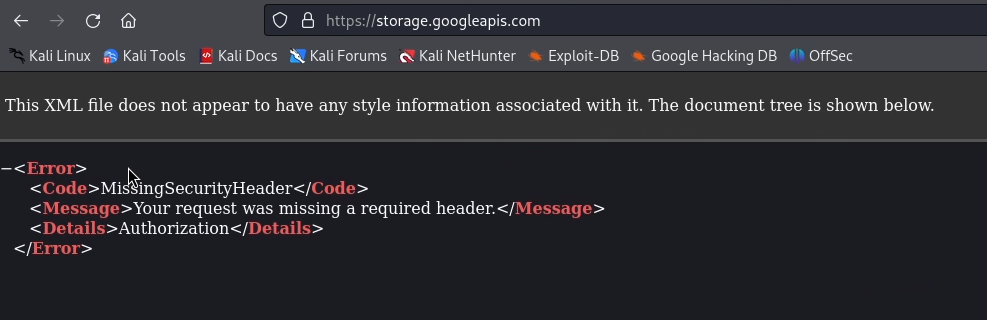 https://storage.googleapis.com
Kali Linux Kali Tools Kali Docs Kali Forums Kali NetHunter Exploit-DB Google Hacking DB OffSec
This XML file does not appear to have any style information associated with it. The document tree is shown below.
−<Error>
<Code>MissingSecurityHeader</Code>
<Message>Your request was missing a required header.</Message>
<Details>Authorization</Details>
</Error>